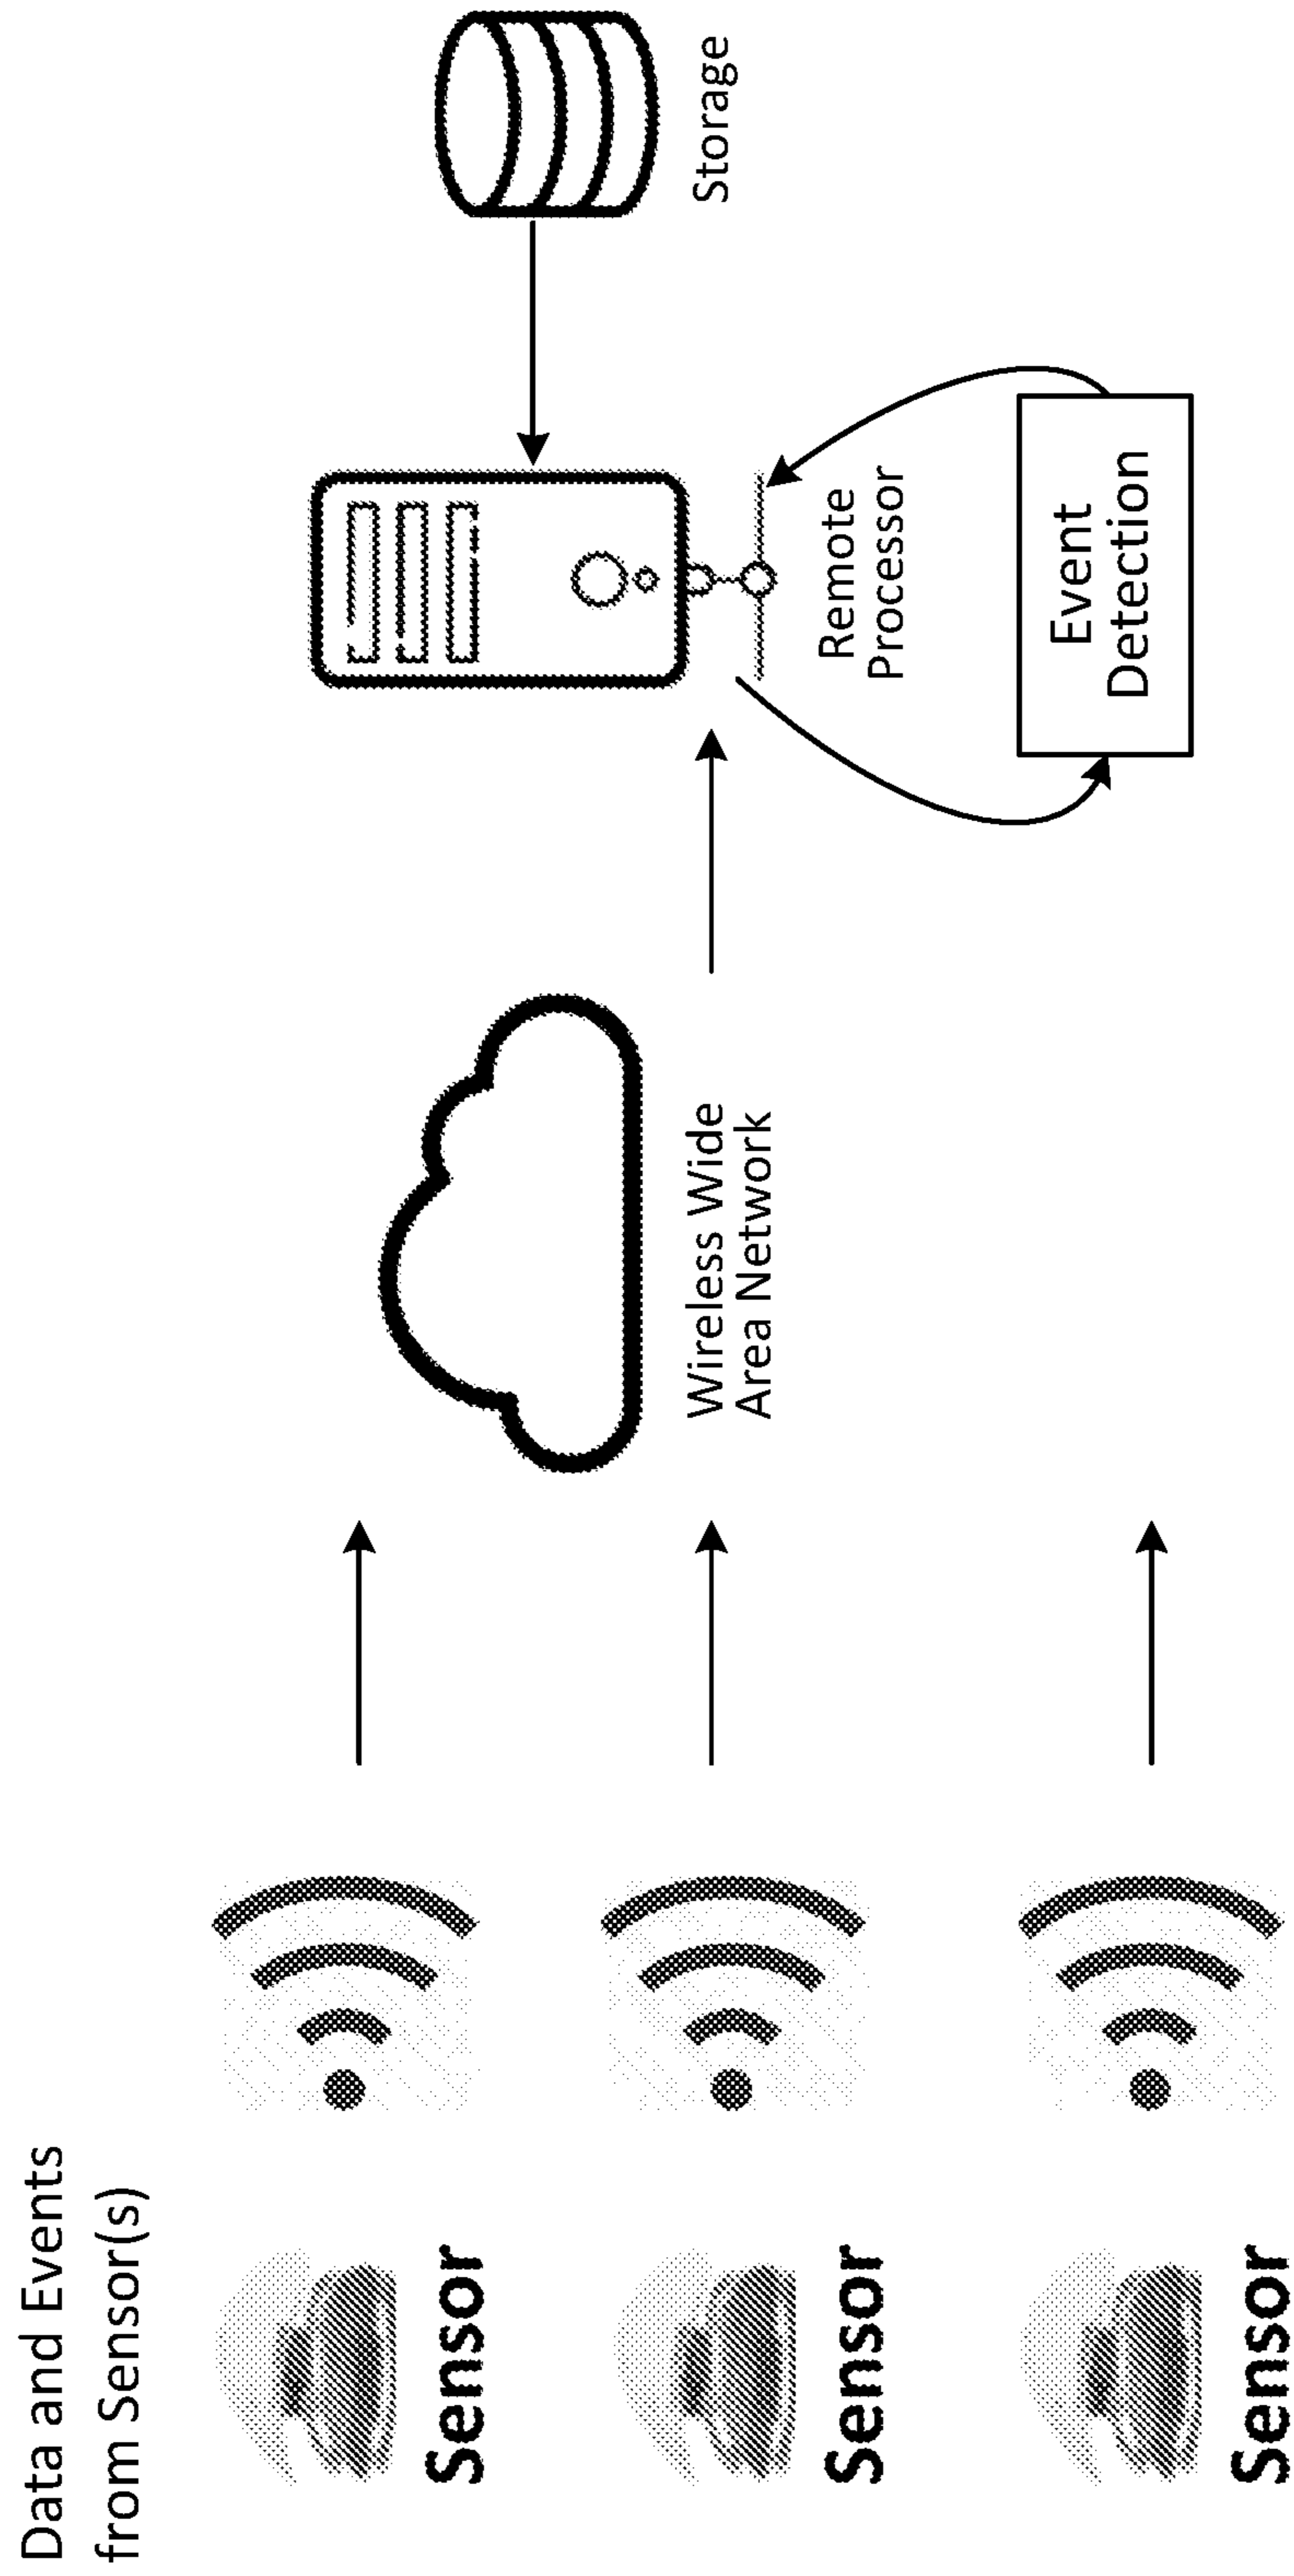 Data and Events
from Sensor(s)
Sensor
Sensor
Sensor
Wireless Wide
Area Network
Remote
Processor
Event
Detection
Storage